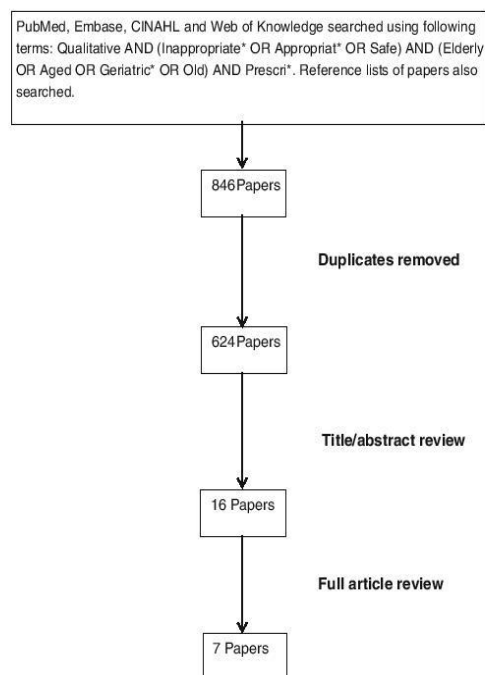 PubMed, Embase, CINAHL and Web of Knowledge searched using following
terms: Qualitative AND (Inappropriate* OR Appropriat* OR Safe) AND (Elderly
OR Aged OR Geriatric* OR Old) AND Prescri*. Reference lists of papers also
searched.
846Papers
Duplicates removed
624Papers
Title/abstract review
16 Papers
Full article review
7 Papers